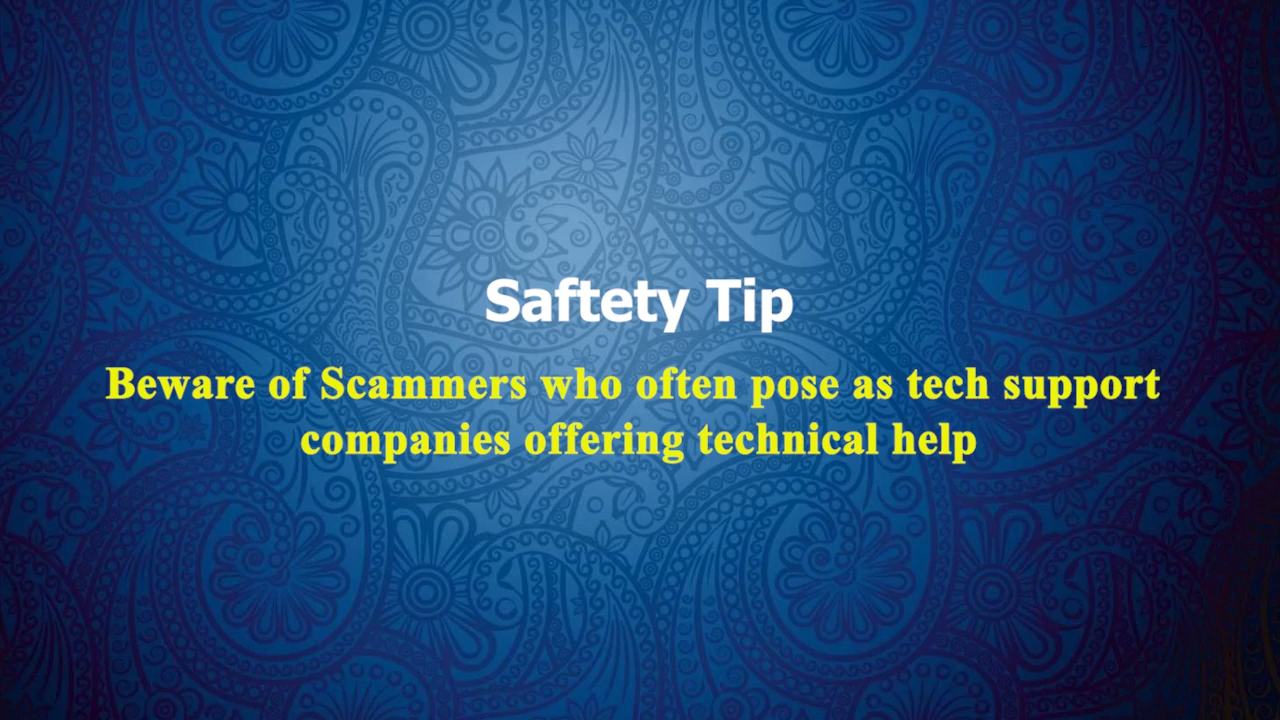 Saftety Tip
Beware of Scammers who often pose as tech support
companies offering technical help